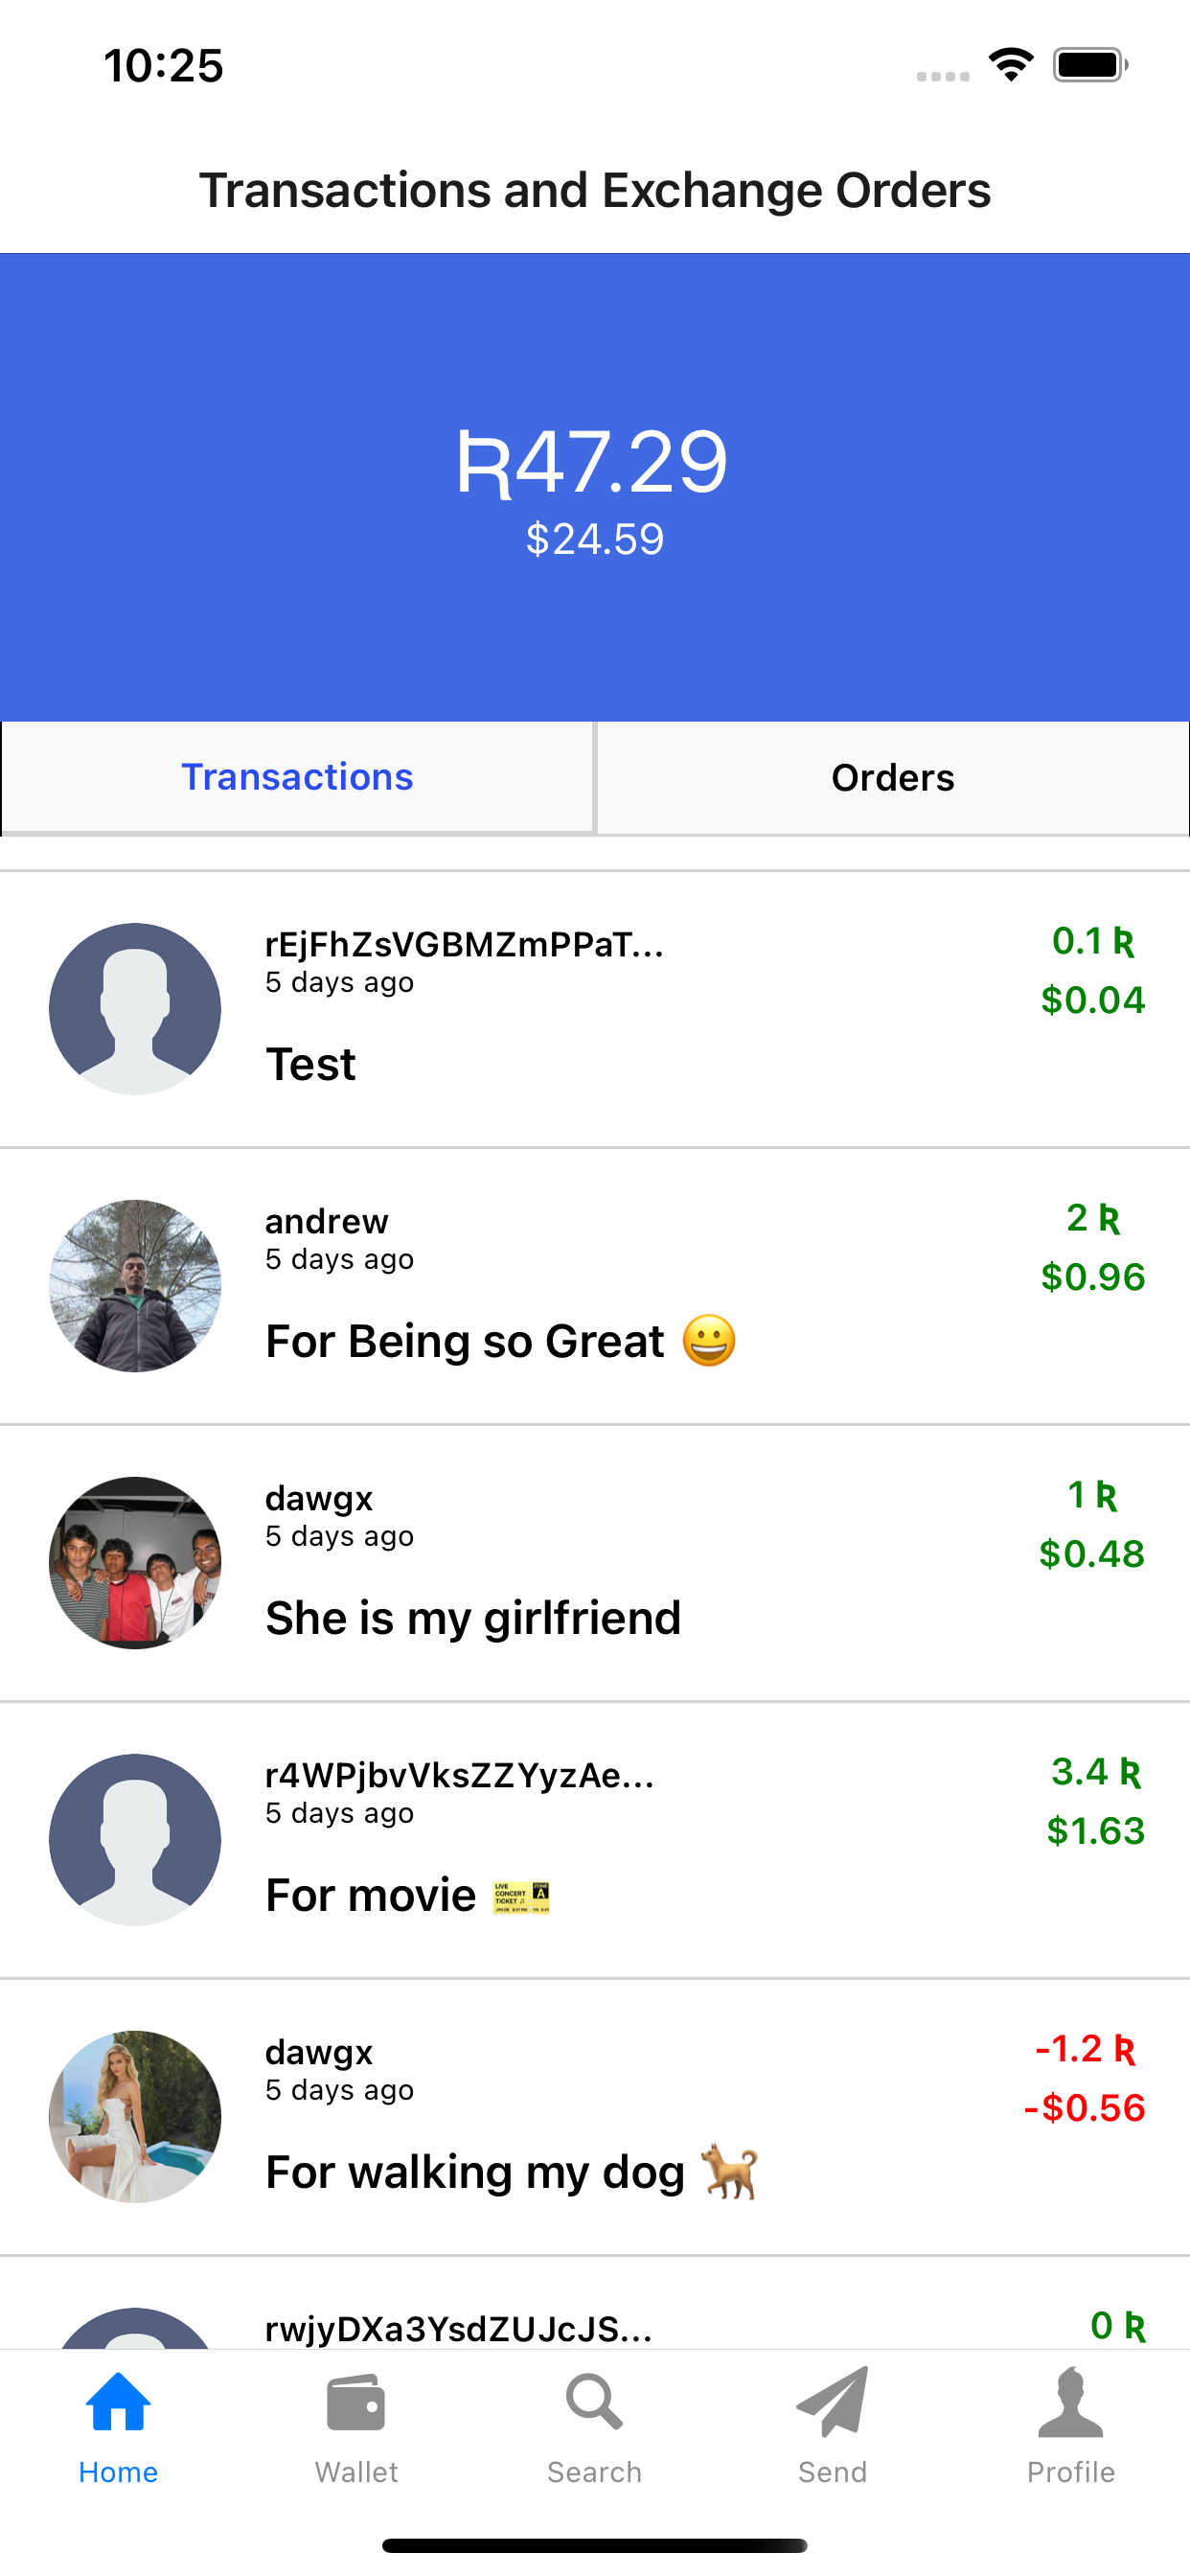 10:25
Transactions and Exchange Orders
Ʀ47.29
$24.59
Transactions
Orders
rEjFhZsVGBMZmPPaT...
5 days ago
Test
0.1 Ʀ
$0.04
andrew
5 days ago
For Being so Great 😀
2 Ʀ
$0.96
dawgx
5 days ago
She is my girlfriend
1 Ʀ
$0.48
r4WPjbvVksZZYyzAe...
5 days ago
For movie 🎫
3.4 Ʀ
$1.63
dawgx
5 days ago
For walking my dog 🐕
-1.2 Ʀ
-$0.56
rwjyDXa3YsdZUJcJS...
0 Ʀ
Home
Wallet
Search
Send
Profile